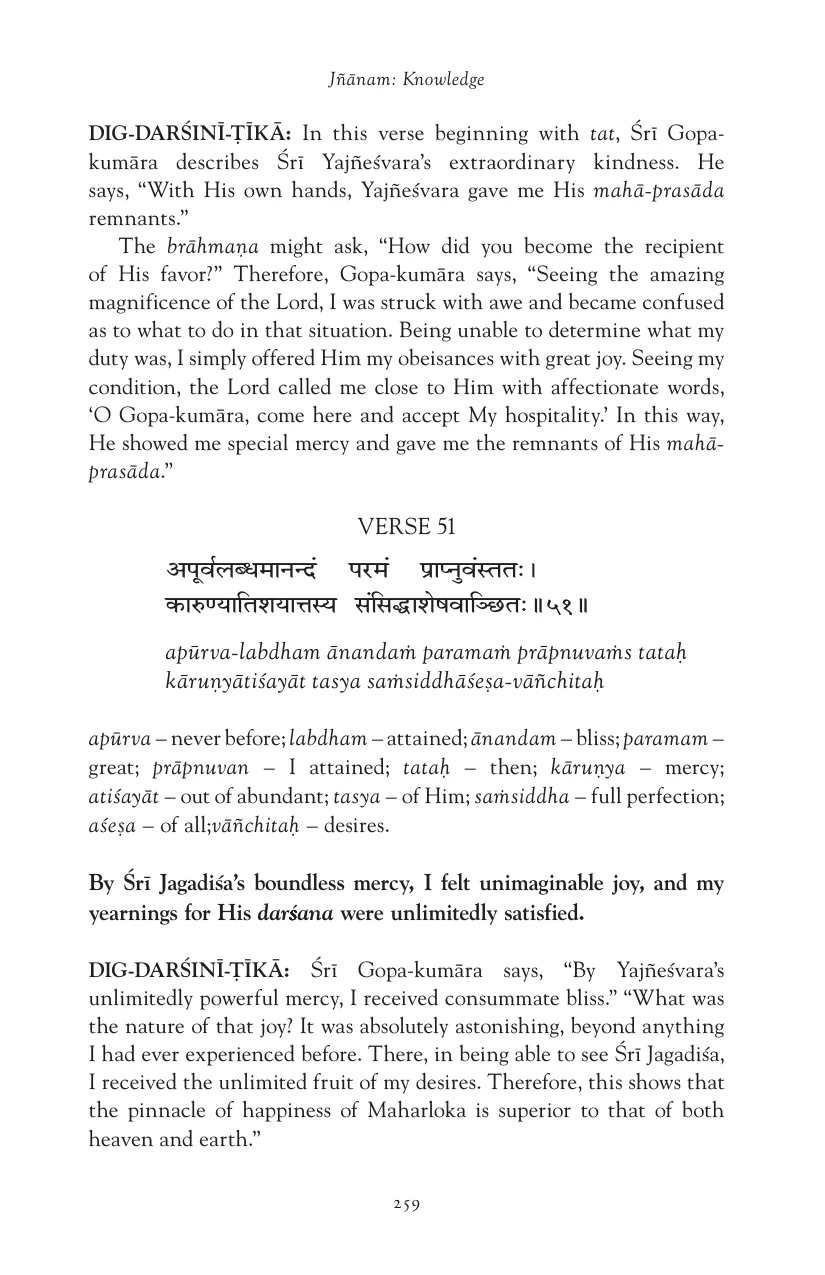 Jñānam: Knowledge
DIG-DARŚINĪ-ṬĪKĀ: In this verse beginning with tat, Śrī Gopa-
kumāra describes Śrī Yajñeśvara’s extraordinary kindness. He
says, “With His own hands, Yajñeśvara gave me His mahā-prasāda
remnants.”
The brāhmaṇa might ask, “How did you become the recipient
of His favor?” Therefore, Gopa-kumāra says, “Seeing the amazing
magnificence of the Lord, I was struck with awe and became confused
as to what to do in that situation. Being unable to determine what my
duty was, I simply offered Him my obeisances with great joy. Seeing my
condition, the Lord called me close to Him with affectionate words,
‘O Gopa-kumāra, come here and accept My hospitality.’ In this way,
He showed me special mercy and gave me the remnants of His mahā-
prasāda.”
VERSE 51
अपूर्वलब्धमानन्दं परमं प्राप्नुवंस्ततः ।
कारुण्यातिशयात्तस्य संसिद्धाशेषवाञ्छितः ॥ ५१ ॥
apūrva-labdham ānandaṁ paramaṁ prāpnuvaṁs tataḥ
kāruṇyātiśayāt tasya saṁsiddhāśeṣa-vāñchitaḥ
apūrva – never before; labdham – attained; ānandam – bliss; paramam –
great; prāpnuvan – I attained; tataḥ – then; kāruṇya – mercy;
atiśayāt – out of abundant; tasya – of Him; saṁsiddha – full perfection;
aśeṣa – of all;vāñchitaḥ – desires.
By Śrī Jagadiśa’s boundless mercy, I felt unimaginable joy, and my
yearnings for His darśana were unlimitedly satisfied.
DIG-DARŚINĪ-ṬĪKĀ: Śrī Gopa-kumāra says, “By Yajñeśvara’s
unlimitedly powerful mercy, I received consummate bliss.” “What was
the nature of that joy? It was absolutely astonishing, beyond anything
I had ever experienced before. There, in being able to see Śrī Jagadiśa,
I received the unlimited fruit of my desires. Therefore, this shows that
the pinnacle of happiness of Maharloka is superior to that of both
heaven and earth.”
259